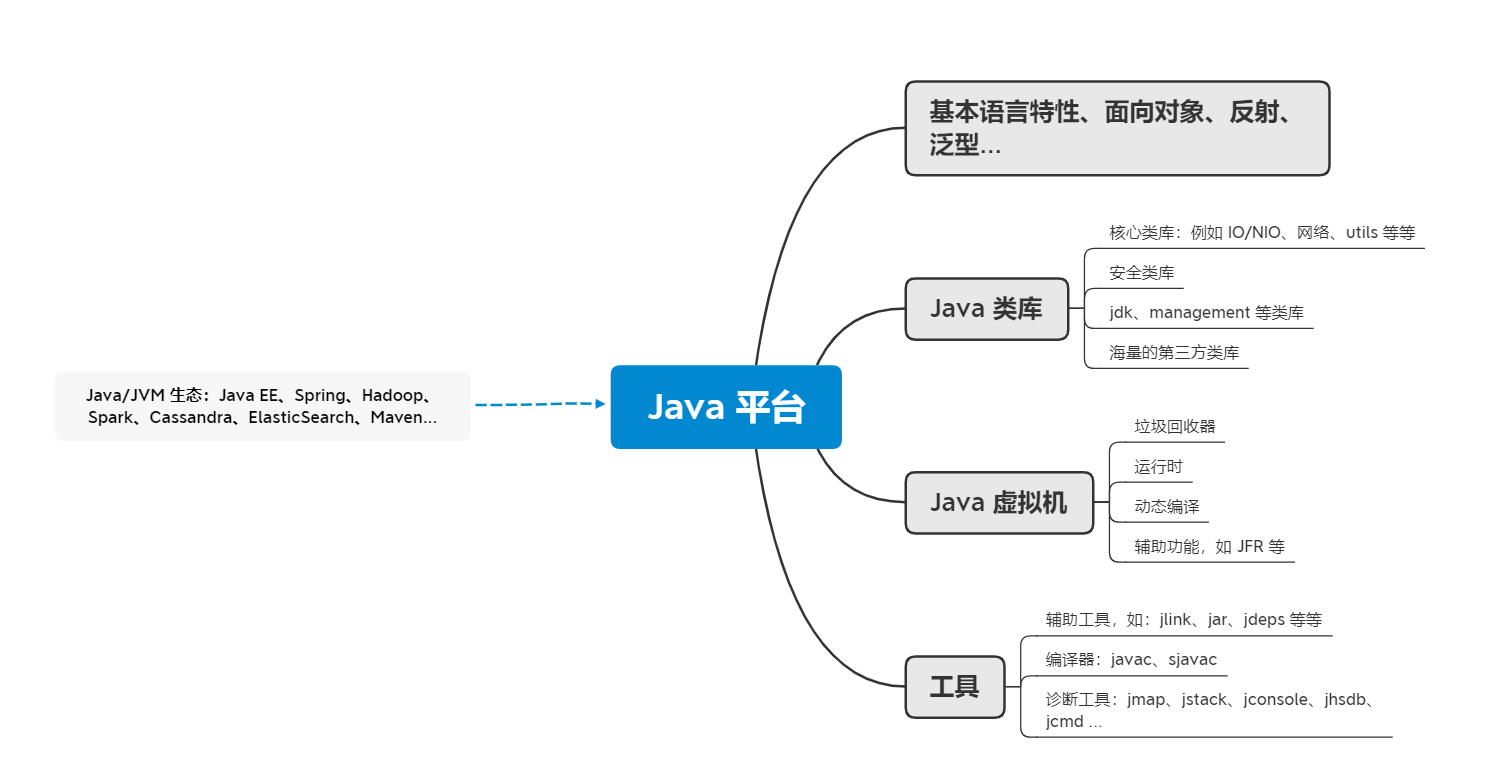 基本语言特性、面向对象、反射、
泛型...
核心类库：例如 IO/NIO、网络、utils 等等
安全类库
Java 类库
jdk、management 等类库
海量的第三方类库
Java/JVM 生态：Java EE、Spring、Hadoop、
Spark、Cassandra、ElasticSearch、Maven...
Java 平台
垃圾回收器
运行时
Java 虚拟机
动态编译
辅助功能，如 JFR 等
辅助工具，如：jlink、jar、jdeps 等等
编译器：javac、sjavac
工具
诊断工具：jmap、jstack、jconsole、jhsdb、
jcmd ...